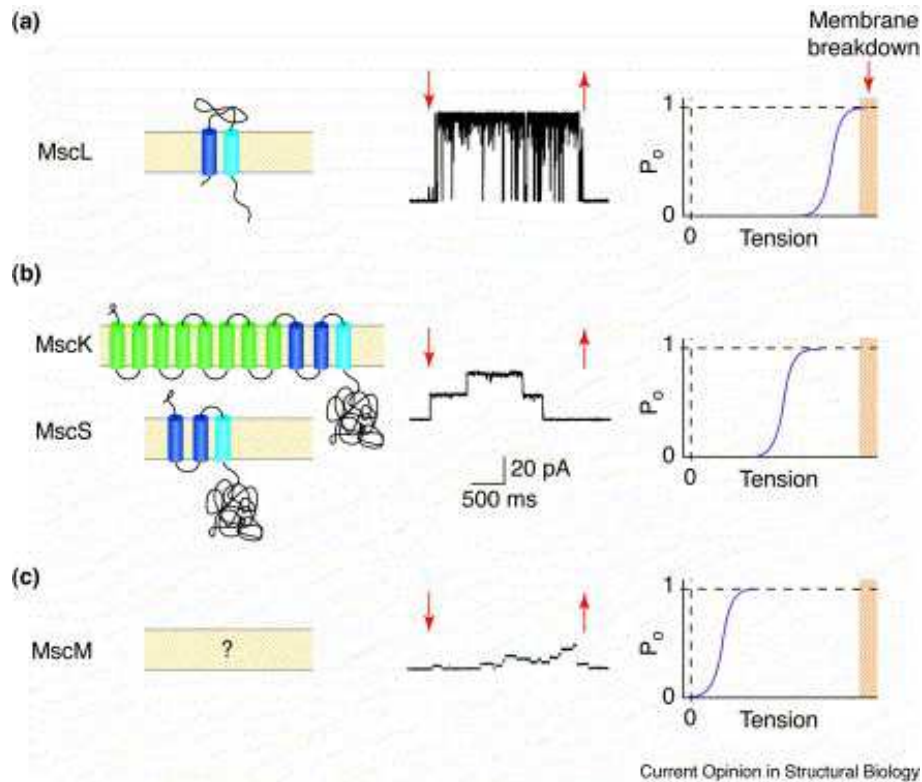 (a)
Membrane
breakdown
MscL
1
Po
0
0
Tension
(b)
MscK
MscS
20 pA
500 ms
1
Po
0
0
Tension
(c)
MscM
?
1
Po
0
0
Tension
Current Opinion in Structural Biology